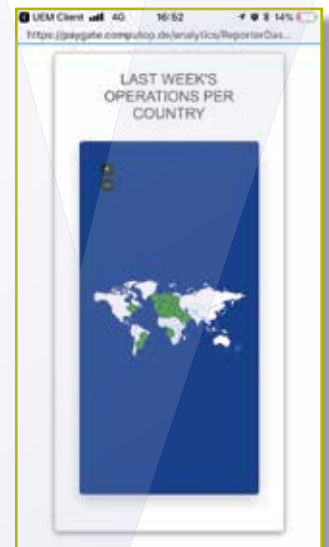 UEM Client 4G 16:52 14%
https://paygate.computop.de/analytics/ReporterDas...
LAST WEEK'S
OPERATIONS PER
COUNTRY
+
-